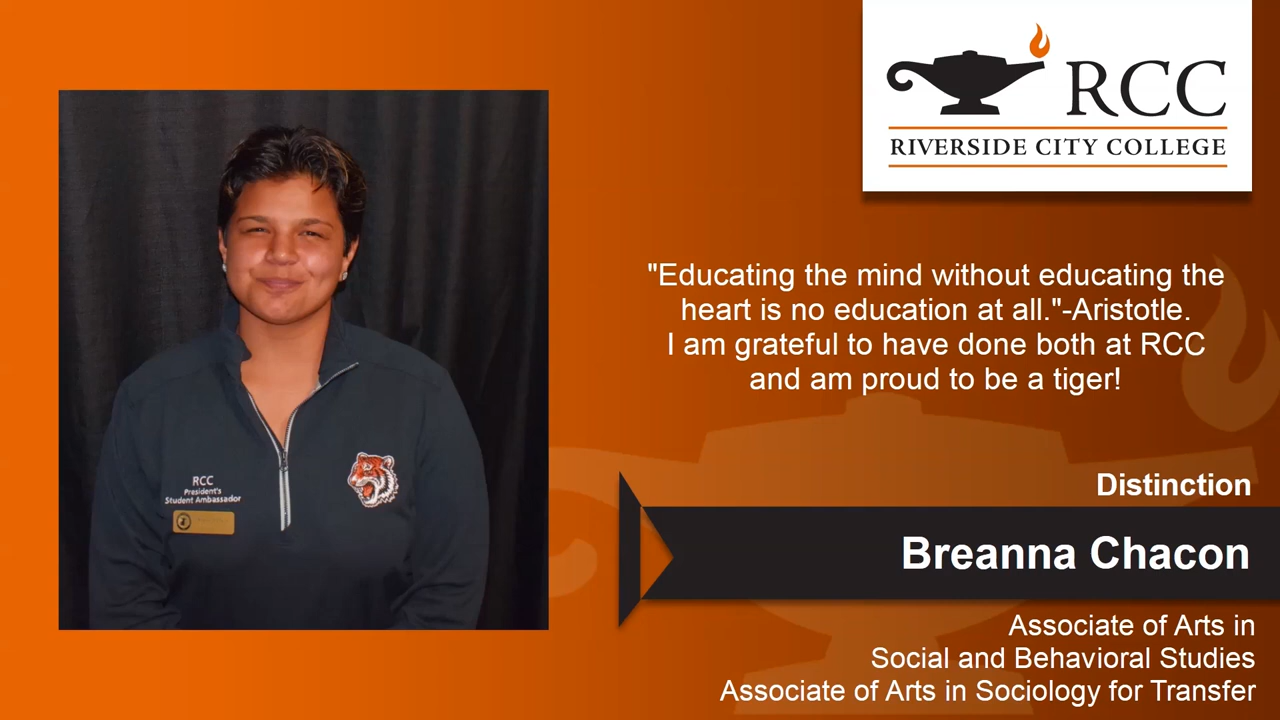 RCC
RIVERSIDE CITY COLLEGE
"Educating the mind without educating the
heart is no education at all."-Aristotle.
I am grateful to have done both at RCC
and am proud to be a tiger!
RCC
President's
Student Ambassador
Distinction
Breanna Chacon
Associate of Arts in
Social and Behavioral Studies
Associate of Arts in Sociology for Transfer